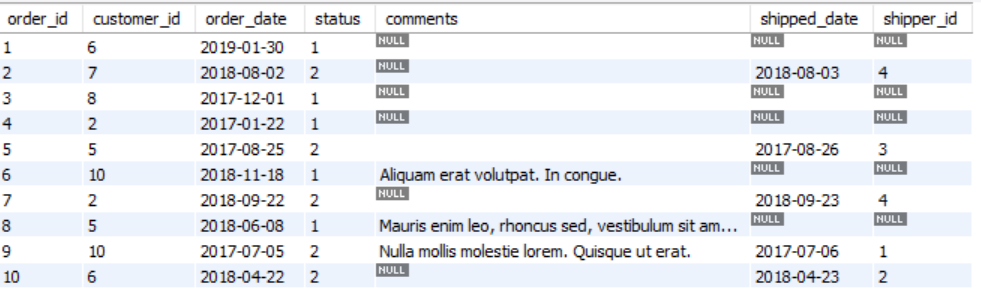 order_id customer_id order_date status comments shipped_date shipper_id
1 6 2019-01-30 1 NULL NULL NULL
2 7 2018-08-02 2 NULL 2018-08-03 4
3 8 2017-12-01 1 NULL NULL NULL
4 2 2017-01-22 1 NULL NULL NULL
5 5 2017-08-25 2 2017-08-26 3
6 10 2018-11-18 1 Aliquam erat volutpat. In congue. NULL NULL
7 2 2018-09-22 2 NULL 2018-09-23 4
8 5 2018-06-08 1 Mauris enim leo, rhoncus sed, vestibulum sit am... NULL NULL
9 10 2017-07-05 2 Nulla mollis molestie lorem. Quisque ut erat. 2017-07-06 1
10 6 2018-04-22 2 NULL 2018-04-23 2